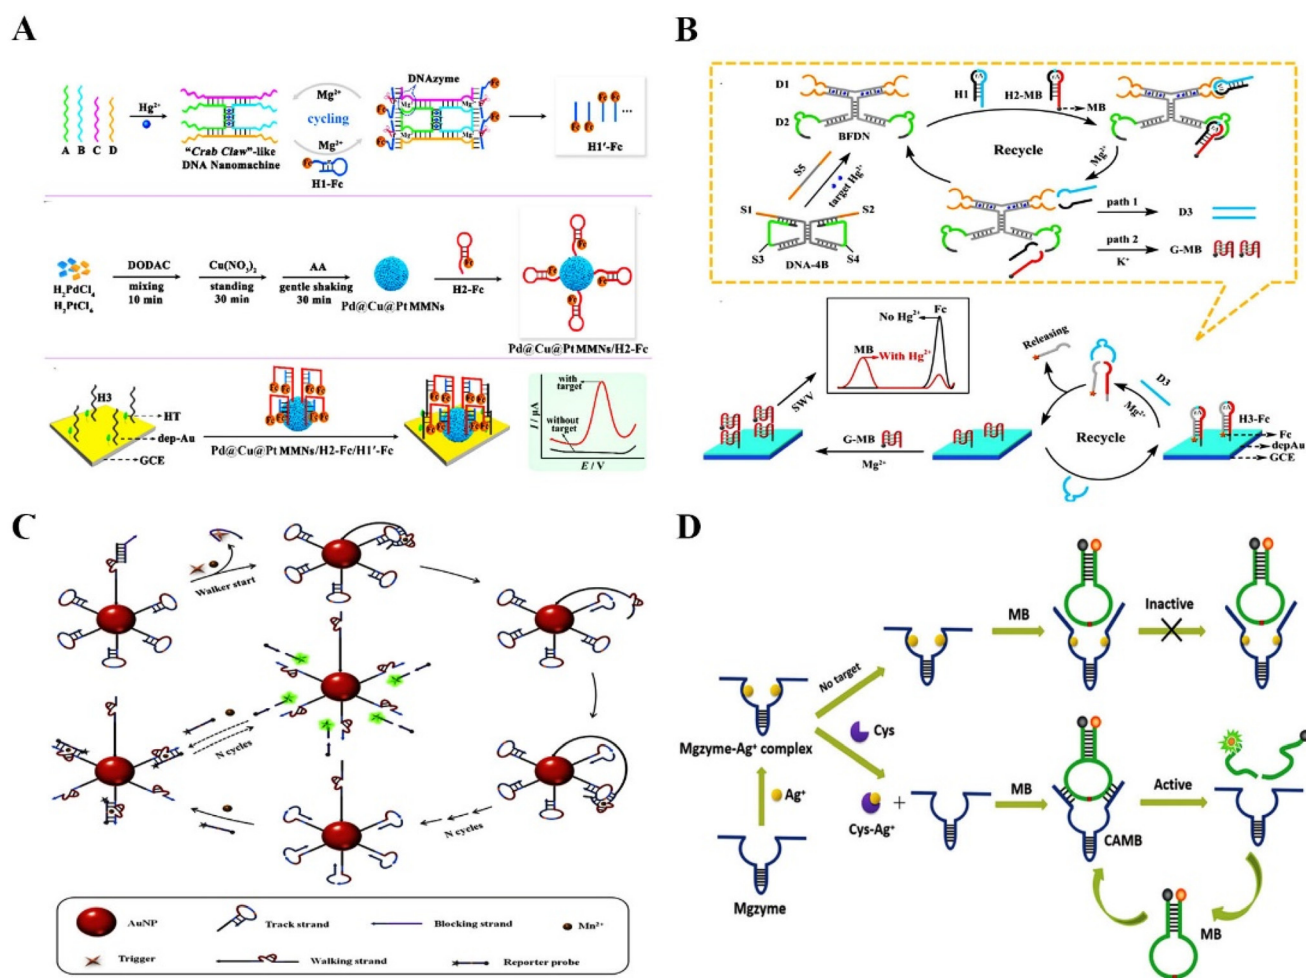 A
Hg²⁺
A B C D
"Crab Claw"-like
DNA Nanomachine
Mg²⁺
cycling
Mg²⁺
H1-Fc
DNAzyme
Mg
Mg
Mg
Mg
Fc
H1′-Fc
H₂PdCl₄
H₂PtCl₆
DODAC
mixing
10 min
Cu(NO₃)₂
standing
30 min
AA
gentle shaking
30 min
Pd@Cu@Pt MMNs
H2-Fc
Pd@Cu@Pt MMNs/H2-Fc
H3
HT
dep-Au
GCE
Pd@Cu@Pt MMNs/H2-Fc/H1′-Fc
I / μA
with
target
without
target
E / V
B
D1
D2
BFDN
H1
H2-MB
MB
Recycle
Mg²⁺
S5
target Hg²⁺
S1
S2
S3
S4
DNA-4B
path 1
D3
path 2
K⁺
G-MB
No Hg²⁺
Fc
MB
With Hg²⁺
SWV
G-MB
Mg²⁺
Releasing
D3
Mg²⁺
Recycle
H3-Fc
Fc
depAu
GCE
C
Walker start
N cycles
N cycles
AuNP
Track strand
Blocking strand
Mn²⁺
Trigger
Walking strand
Reporter probe
D
No target
MB
Inactive
Mgzyme-Ag⁺ complex
Cys
Ag⁺
Cys-Ag⁺
+
MB
Active
CAMB
Mgzyme
MB